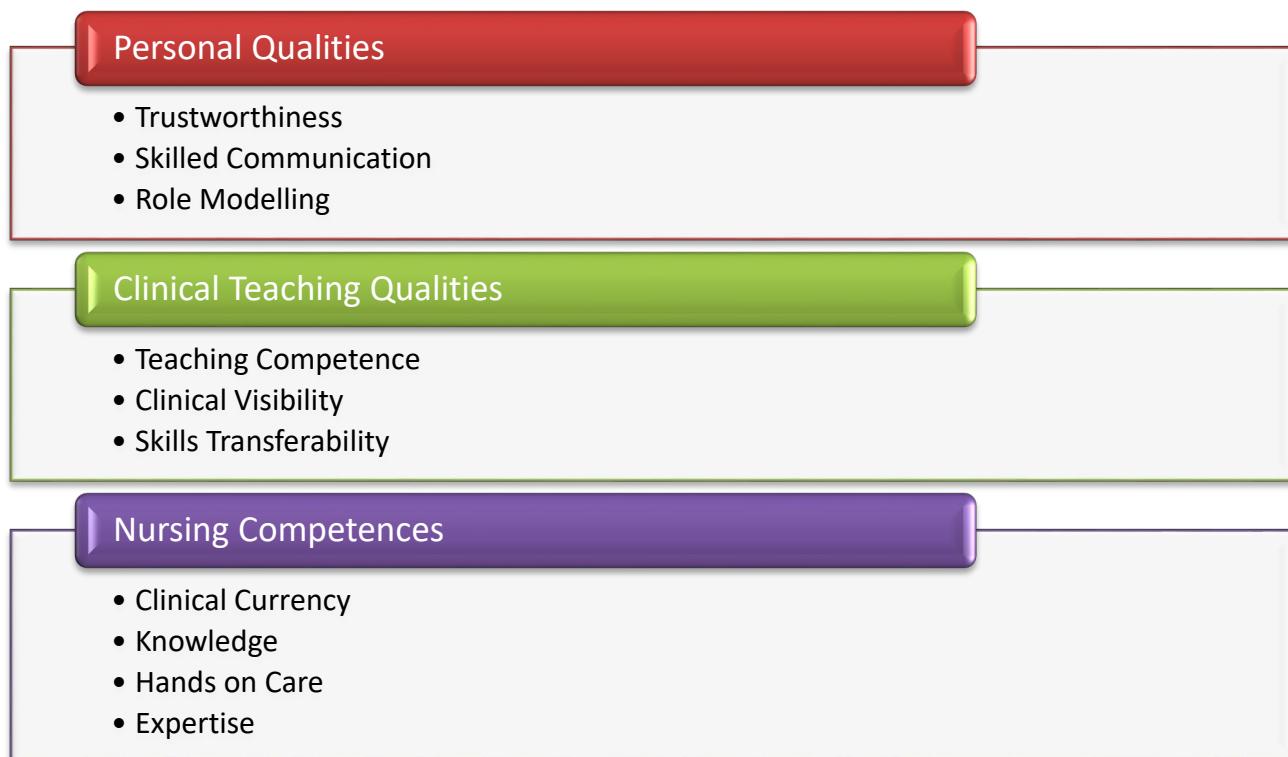 Personal Qualities
• Trustworthiness
• Skilled Communication
• Role Modelling
Clinical Teaching Qualities
• Teaching Competence
• Clinical Visibility
• Skills Transferability
Nursing Competences
• Clinical Currency
• Knowledge
• Hands on Care
• Expertise